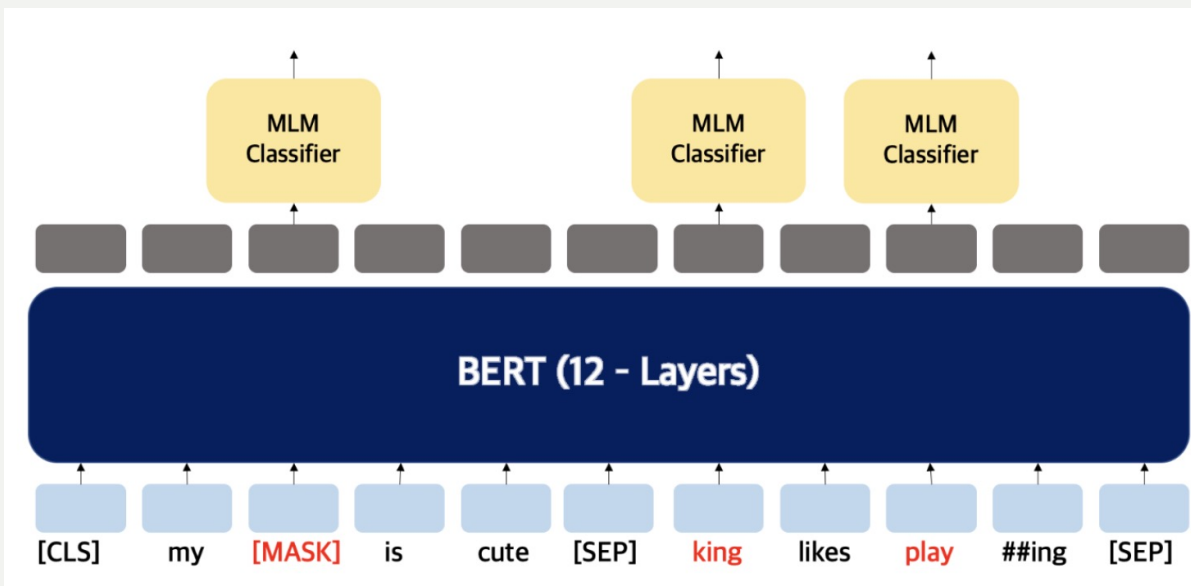 MLM
Classifier
MLM
Classifier
MLM
Classifier
BERT (12 - Layers)
[CLS] my [MASK] is cute [SEP] king likes play ##ing [SEP]